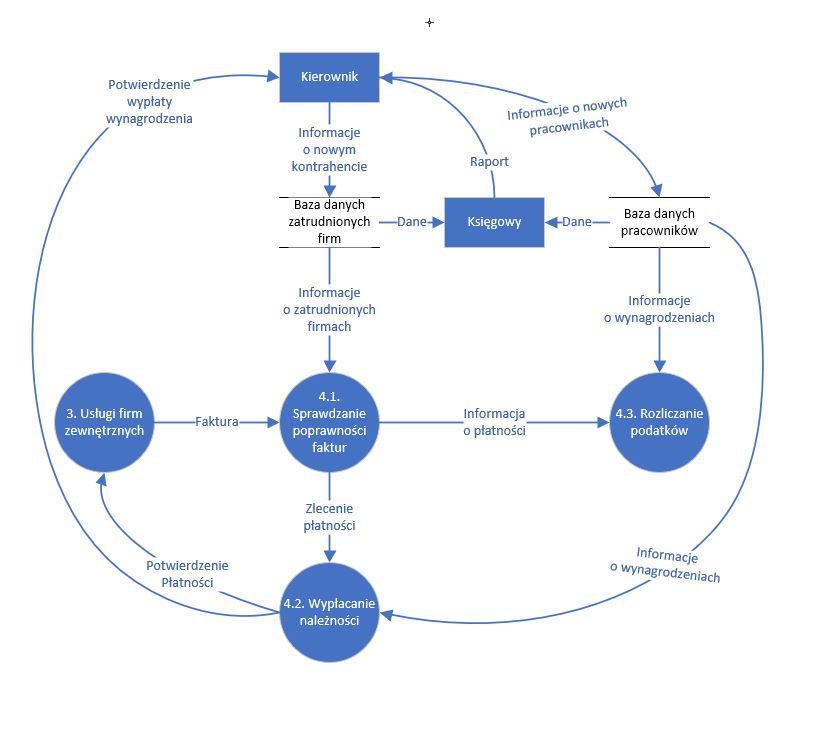 Kierownik
Potwierdzenie
wypłaty
wynagrodzenia
Informacje
o nowym
kontrahencie
Raport
Informacje o nowych
pracownikach
Baza danych
zatrudnionych
firm
Dane
Księgowy
Dane
Baza danych
pracowników
Informacje
o zatrudnionych
firmach
Informacje
o wynagrodzeniach
3. Usługi firm
zewnętrznych
Faktura
4.1.
Sprawdzanie
poprawności
faktur
Informacja
o płatności
4.3. Rozliczanie
podatków
Zlecenie
płatności
Potwierdzenie
Płatności
4.2. Wypłacanie
należności
Informacje
o wynagrodzeniach